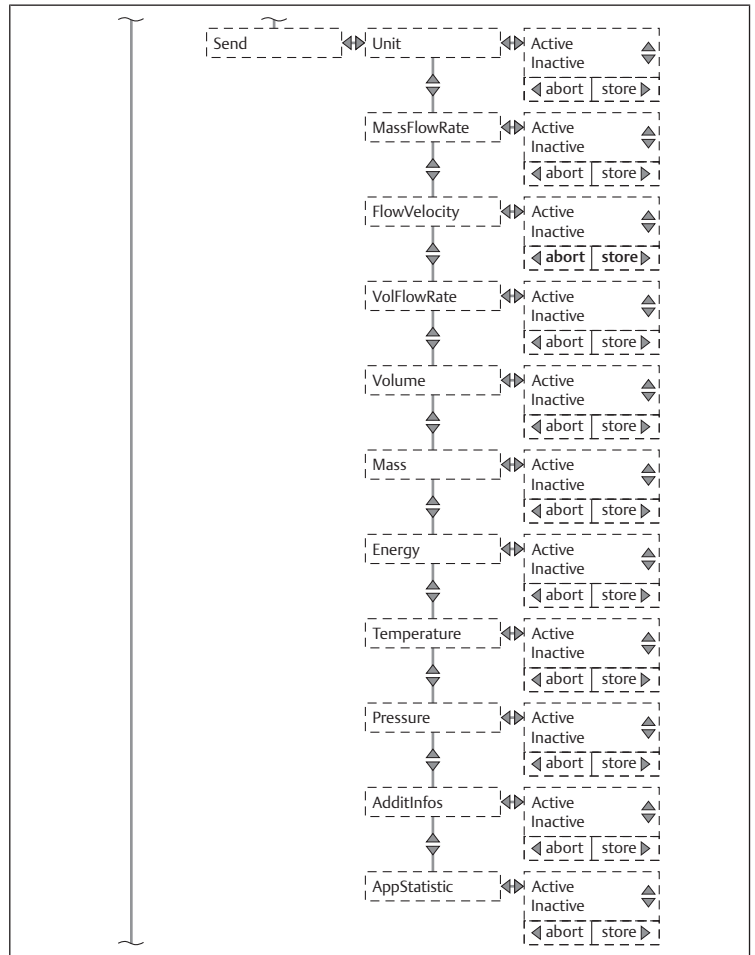 Send Unit Active
Inactive
abort store
MassFlowRate Active
Inactive
abort store
FlowVelocity Active
Inactive
abort store
VolFlowRate Active
Inactive
abort store
Volume Active
Inactive
abort store
Mass Active
Inactive
abort store
Energy Active
Inactive
abort store
Temperature Active
Inactive
abort store
Pressure Active
Inactive
abort store
AdditInfos Active
Inactive
abort store
AppStatistic Active
Inactive
abort store